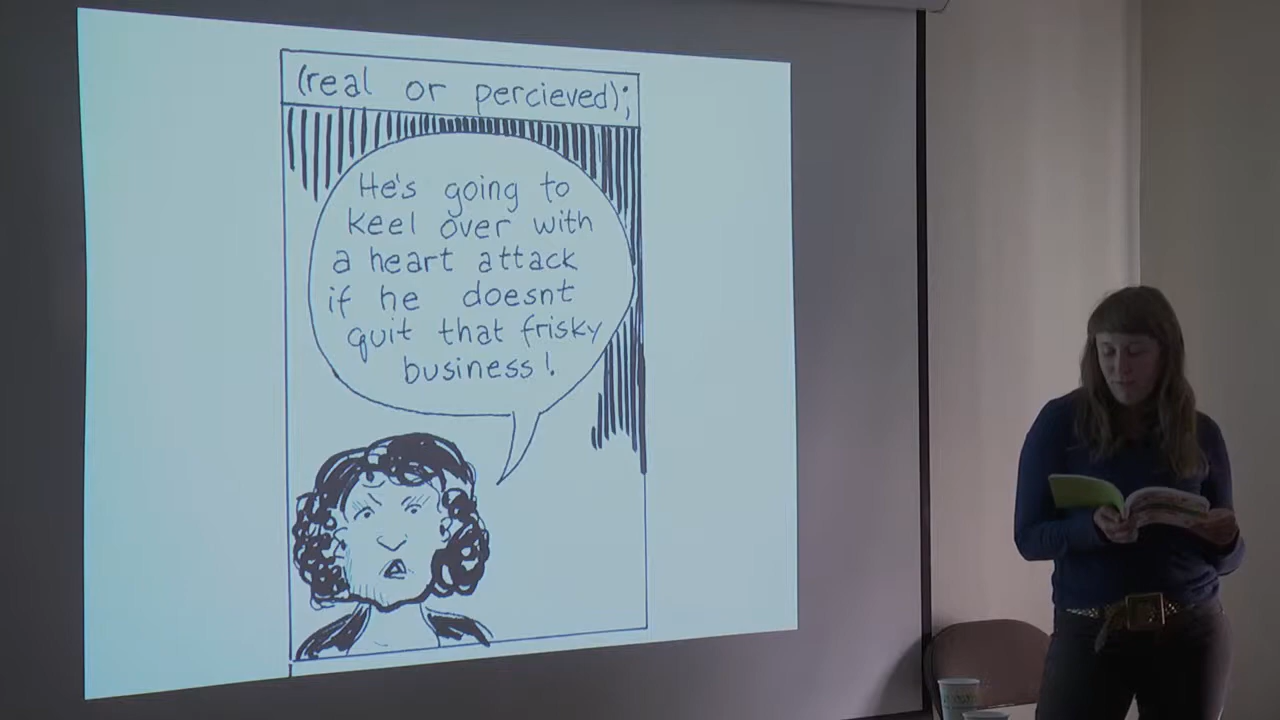 (real or percieved);
He's going to
keel over with
a heart attack
if he doesnt
quit that frisky
business!